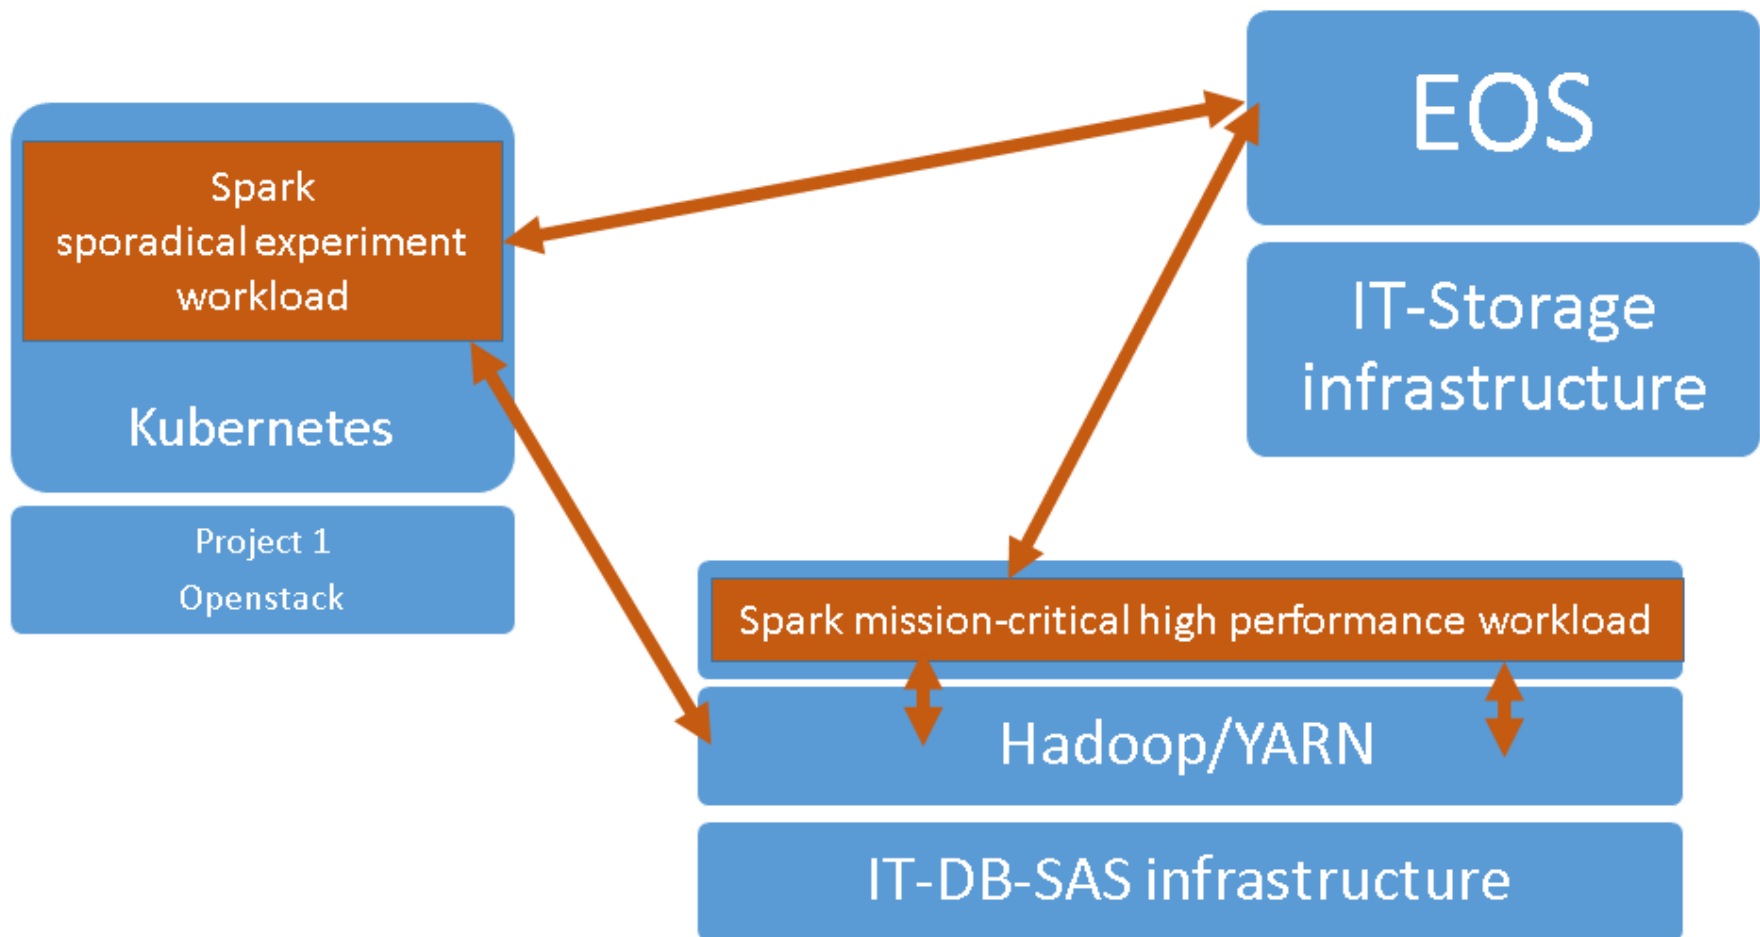 Spark
sporadical experiment
workload
Kubernetes
Project 1
Openstack
EOS
IT-Storage
infrastructure
Spark mission-critical high performance workload
Hadoop/YARN
IT-DB-SAS infrastructure